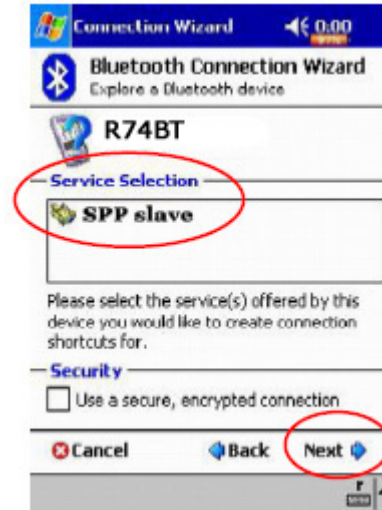 Connection Wizard 0:00
Bluetooth Connection Wizard
Explore a Bluetooth device
R74BT
Service Selection
SPP slave
Please select the service(s) offered by this
device you would like to create connection
shortcuts for.
Security
Use a secure, encrypted connection
Cancel Back Next